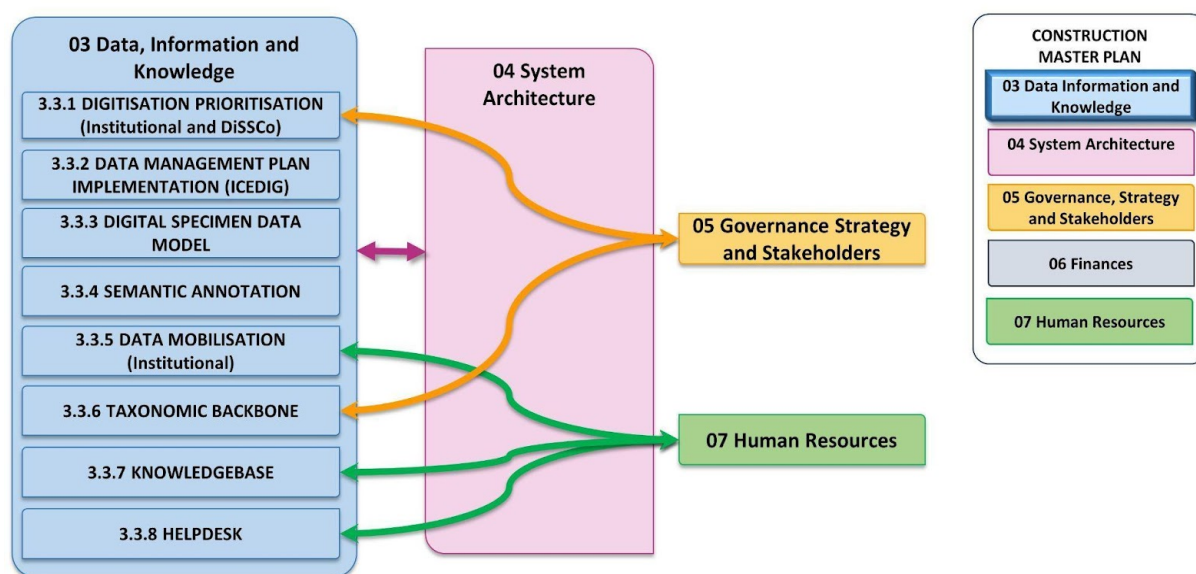 03 Data, Information and
Knowledge
3.3.1 DIGITISATION PRIORITISATION
(Institutional and DiSSCo)
3.3.2 DATA MANAGEMENT PLAN
IMPLEMENTATION (ICEDIG)
3.3.3 DIGITAL SPECIMEN DATA
MODEL
3.3.4 SEMANTIC ANNOTATION
3.3.5 DATA MOBILISATION
(Institutional)
3.3.6 TAXONOMIC BACKBONE
3.3.7 KNOWLEDGEBASE
3.3.8 HELPDESK
04 System
Architecture
05 Governance Strategy
and Stakeholders
07 Human Resources
CONSTRUCTION
MASTER PLAN
03 Data Information and
Knowledge
04 System Architecture
05 Governance, Strategy
and Stakeholders
06 Finances
07 Human Resources